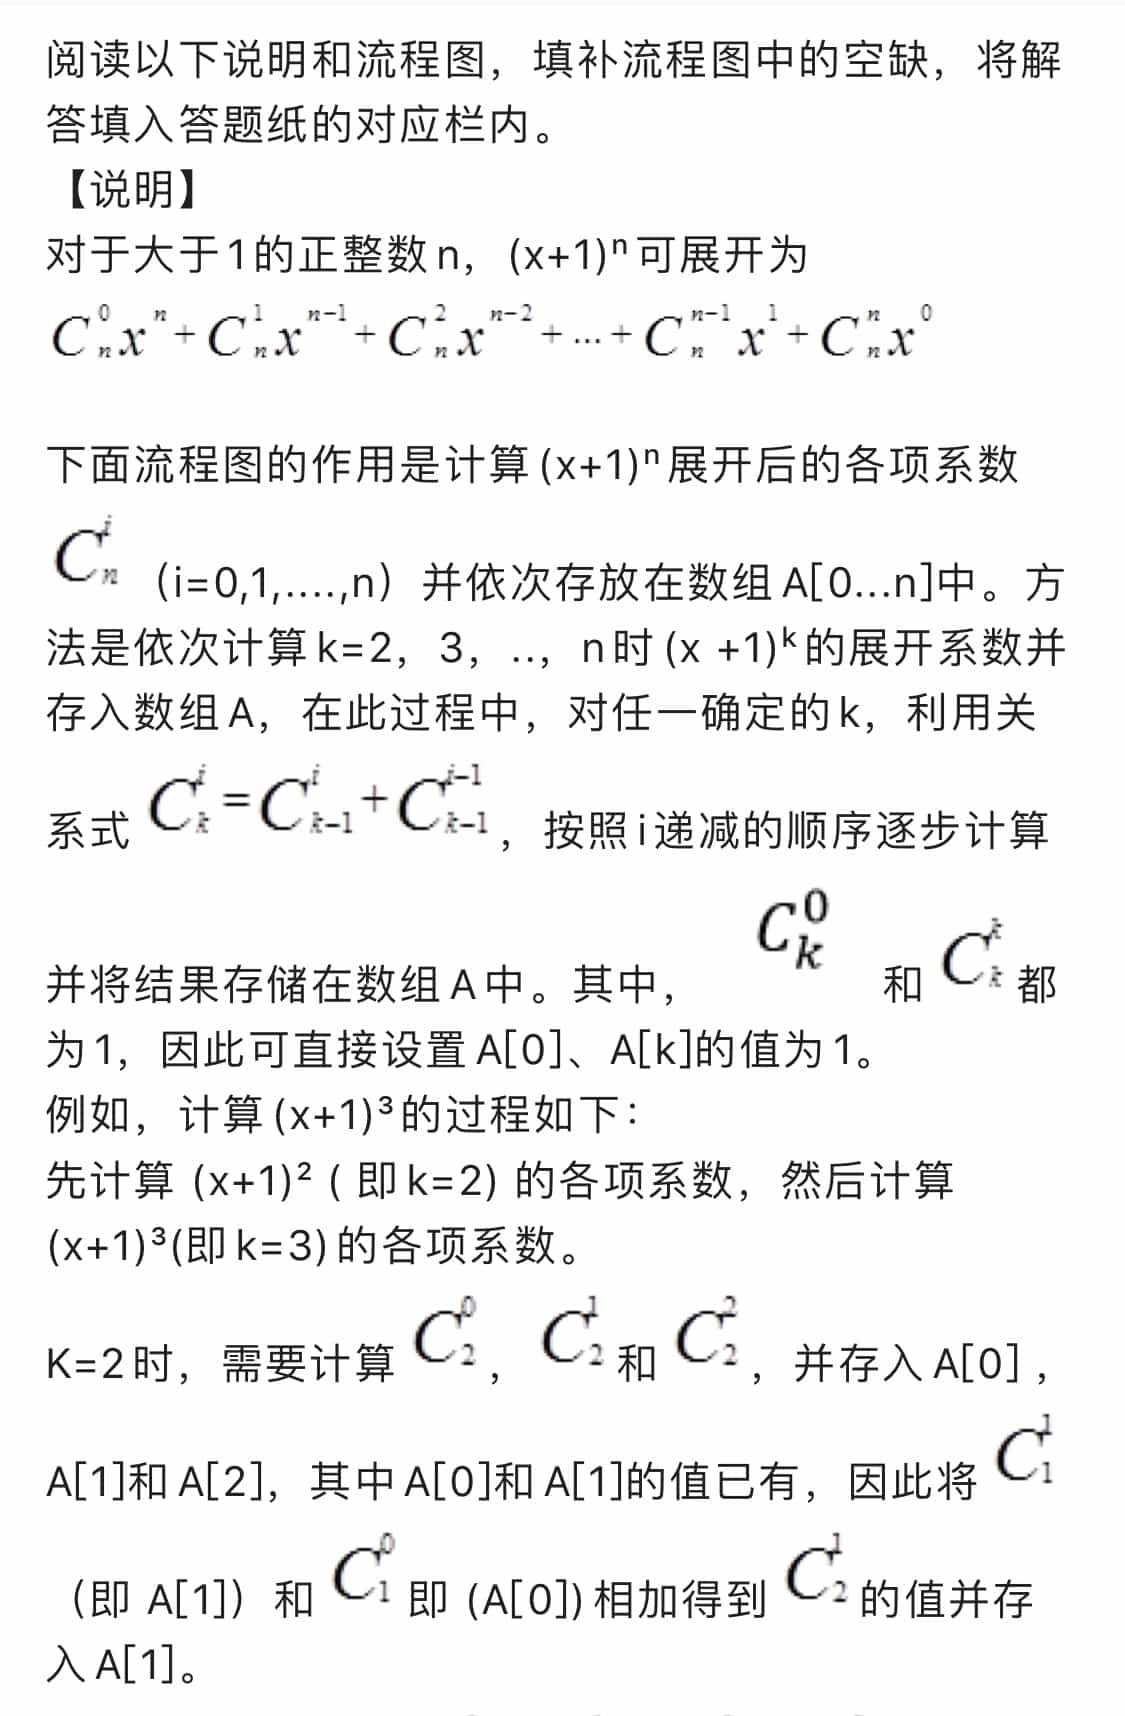 阅读以下说明和流程图，填补流程图中的空缺，将解
答填入答题纸的对应栏内。
【说明】
对于大于1的正整数n，(x+1)ⁿ可展开为
$C_n^0x^n+C_n^1x^{n-1}+C_n^2x^{n-2}+...+C_n^{n-1}x^1+C_n^nx^0$
下面流程图的作用是计算(x+1)ⁿ展开后的各项系数
$C_n^i$（i=0,1,....,n）并依次存放在数组A[0...n]中。方
法是依次计算k=2，3，..，n时(x +1)ᵏ的展开系数并
存入数组A，在此过程中，对任一确定的k，利用关
系式$C_k^i=C_{k-1}^i+C_{k-1}^{i-1}$，按照i递减的顺序逐步计算
并将结果存储在数组A中。其中，$C_k^0$和$C_k^k$都
为1，因此可直接设置A[0]、A[k]的值为1。
例如，计算(x+1)³的过程如下：
先计算 (x+1)² ( 即k=2) 的各项系数，然后计算
(x+1)³(即k=3)的各项系数。
K=2时，需要计算$C_2^0$，$C_2^1$和$C_2^2$，并存入A[0]，
A[1]和A[2]，其中A[0]和A[1]的值已有，因此将$C_1^1$
（即 A[1]）和$C_1^0$即 (A[0])相加得到$C_2^1$的值并存
入A[1]。